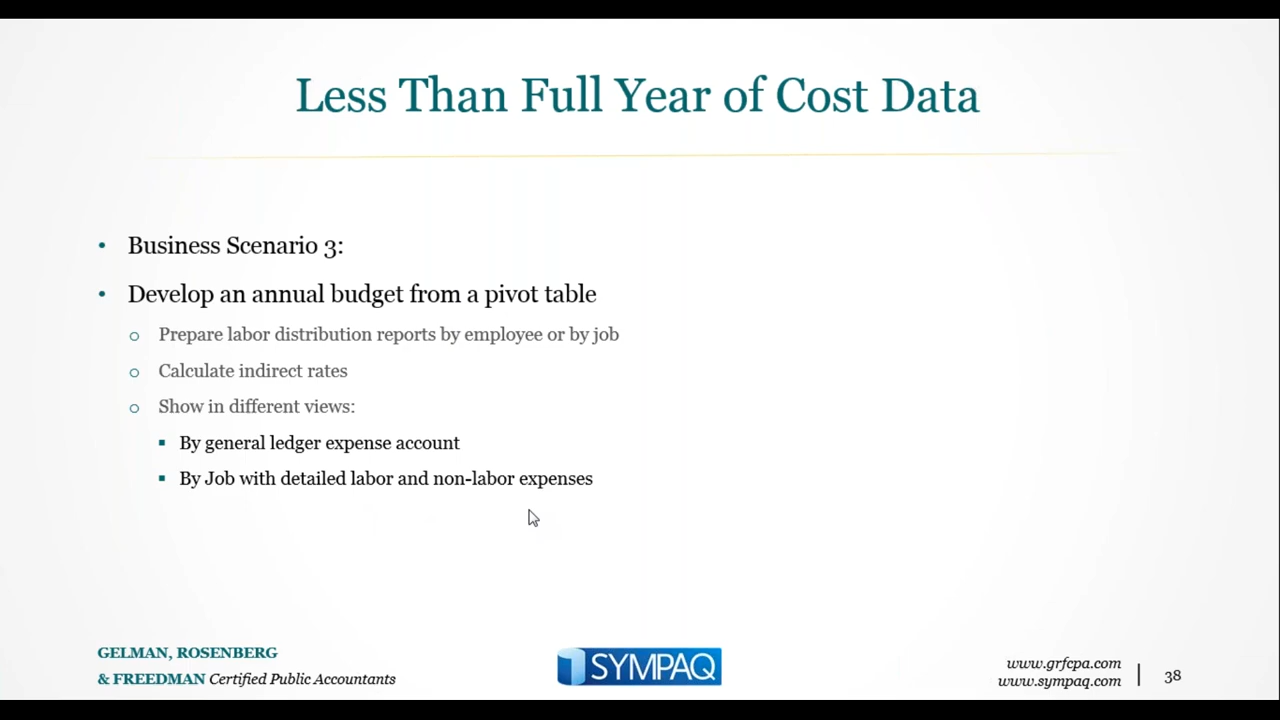 Less Than Full Year of Cost Data
• Business Scenario 3:
• Develop an annual budget from a pivot table
o Prepare labor distribution reports by employee or by job
o Calculate indirect rates
o Show in different views:
▪ By general ledger expense account
▪ By Job with detailed labor and non-labor expenses
GELMAN, ROSENBERG
& FREEDMAN Certified Public Accountants
SYMPAQ
www.grfcpa.com
www.sympaq.com
38